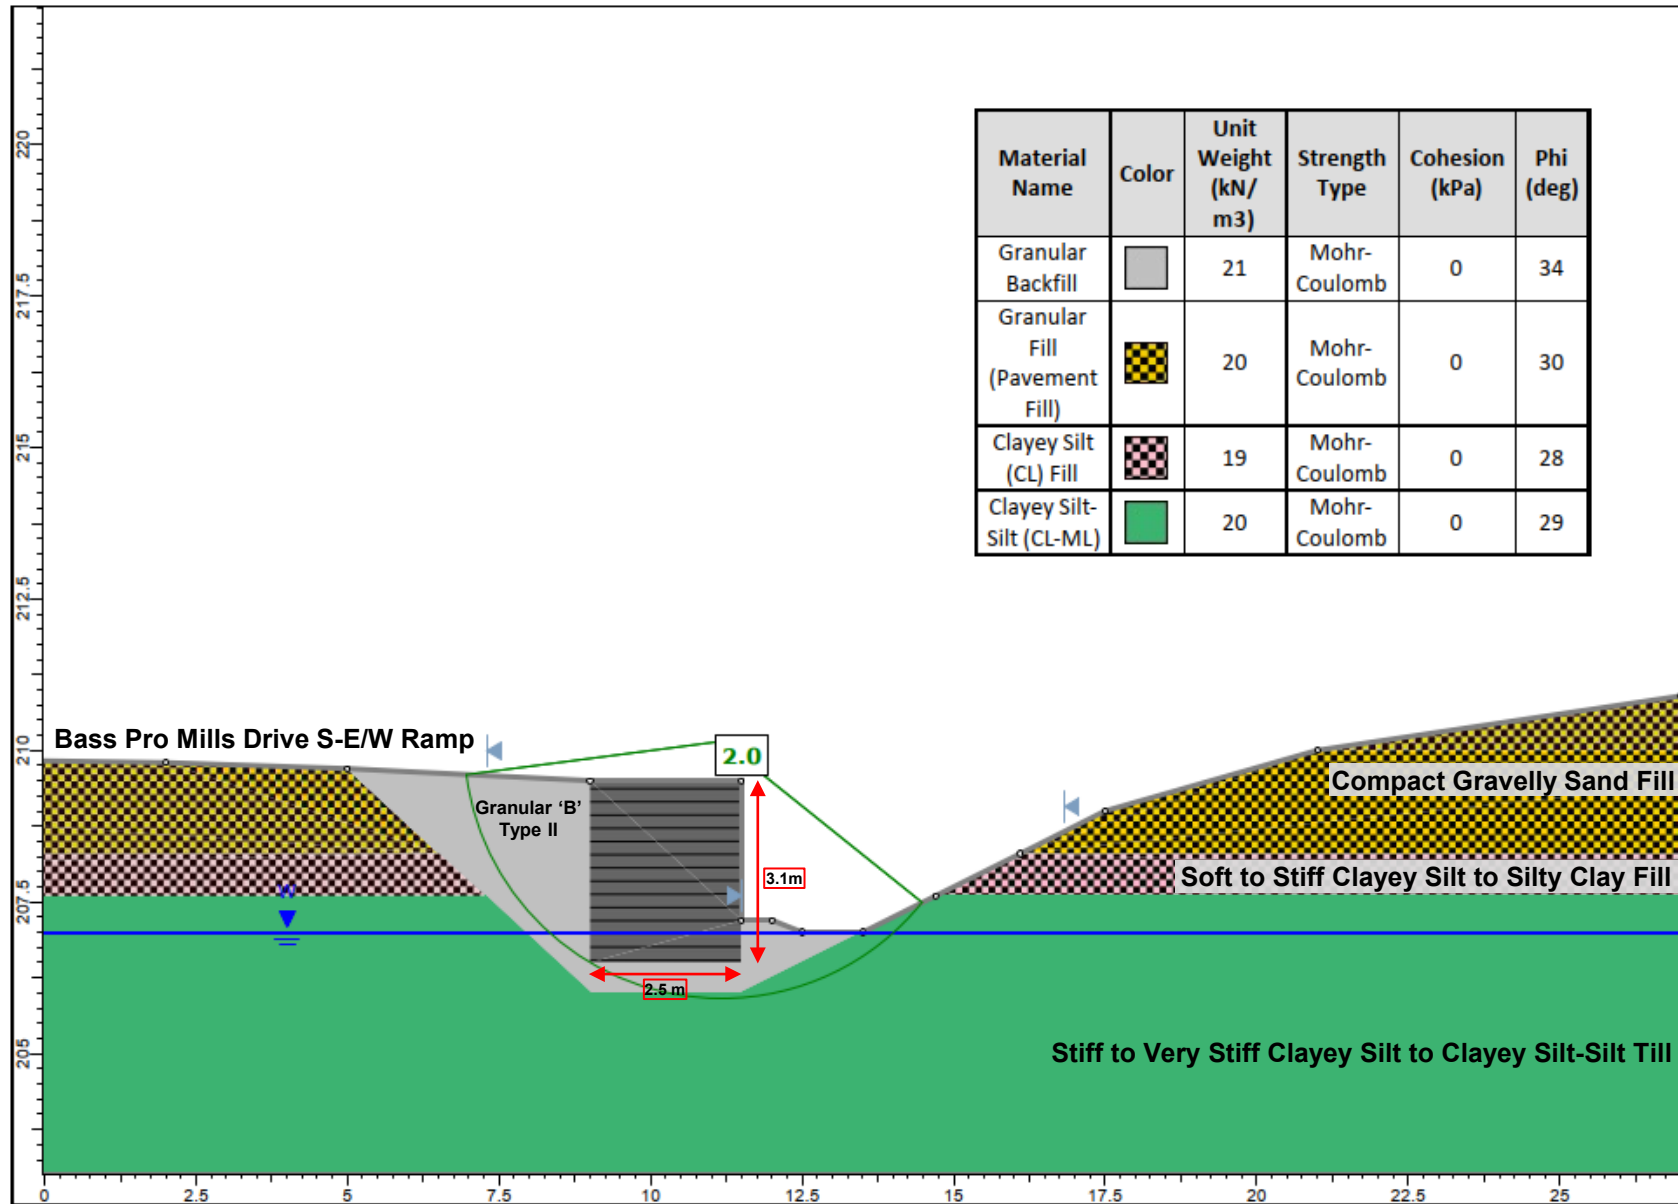 Material Name Color Unit Weight (kN/ m3) Strength Type Cohesion (kPa) Phi (deg)
Granular Backfill 21 Mohr-Coulomb 0 34
Granular Fill (Pavement Fill) 20 Mohr-Coulomb 0 30
Clayey Silt (CL) Fill 19 Mohr-Coulomb 0 28
Clayey Silt-Silt (CL-ML) 20 Mohr-Coulomb 0 29
220
217.5
215
212.5
210
207.5
205
Bass Pro Mills Drive S-E/W Ramp
2.0
Granular ‘B’
Type II
3.1m
2.5 m
W
Compact Gravelly Sand Fill
Soft to Stiff Clayey Silt to Silty Clay Fill
Stiff to Very Stiff Clayey Silt to Clayey Silt-Silt Till
0 2.5 5 7.5 10 12.5 15 17.5 20 22.5 25